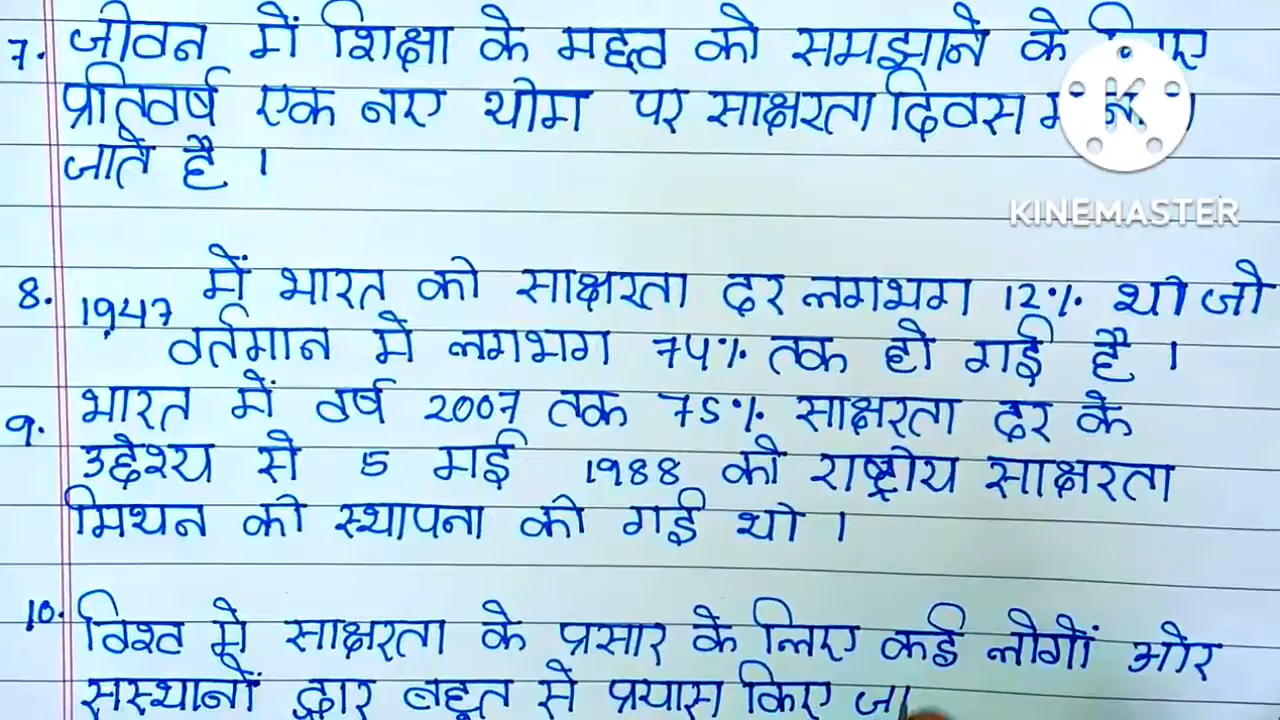 7. जीवन में शिक्षा के महत्व को समझाने के लिए
प्रतिवर्ष एक नए थीम पर साक्षरता दिवस
जाते है ।
KINEMASTER
8. 1947 में भारत की साक्षरता दर लगभग 12% थी जो
वर्तमान में लगभग 74% तक हो गई है ।
9. भारत में वर्ष 2007 तक 75% साक्षरता दर के
उद्देश्य से 5 मई 1988 को राष्ट्रीय साक्षरता
मिशन की स्थापना की गई थी ।
10. विश्व में साक्षरता के प्रसार के लिए कई लोगों और
संस्थानों द्वार बहुत से प्रयास किए